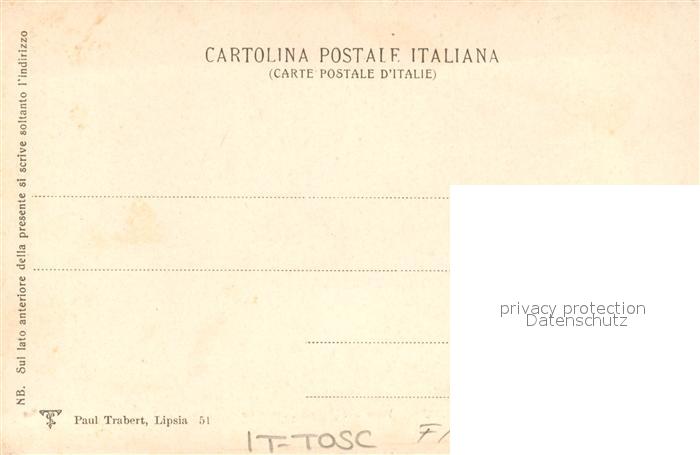 CARTOLINA POSTALE ITALIANA
(CARTE POSTALE D'ITALIE)
NB. Sul lato anteriore della presente si scrive soltanto l'indirizzo
privacy protection
Datenschutz
Paul Trabert, Lipsia 51
IT-TOSC